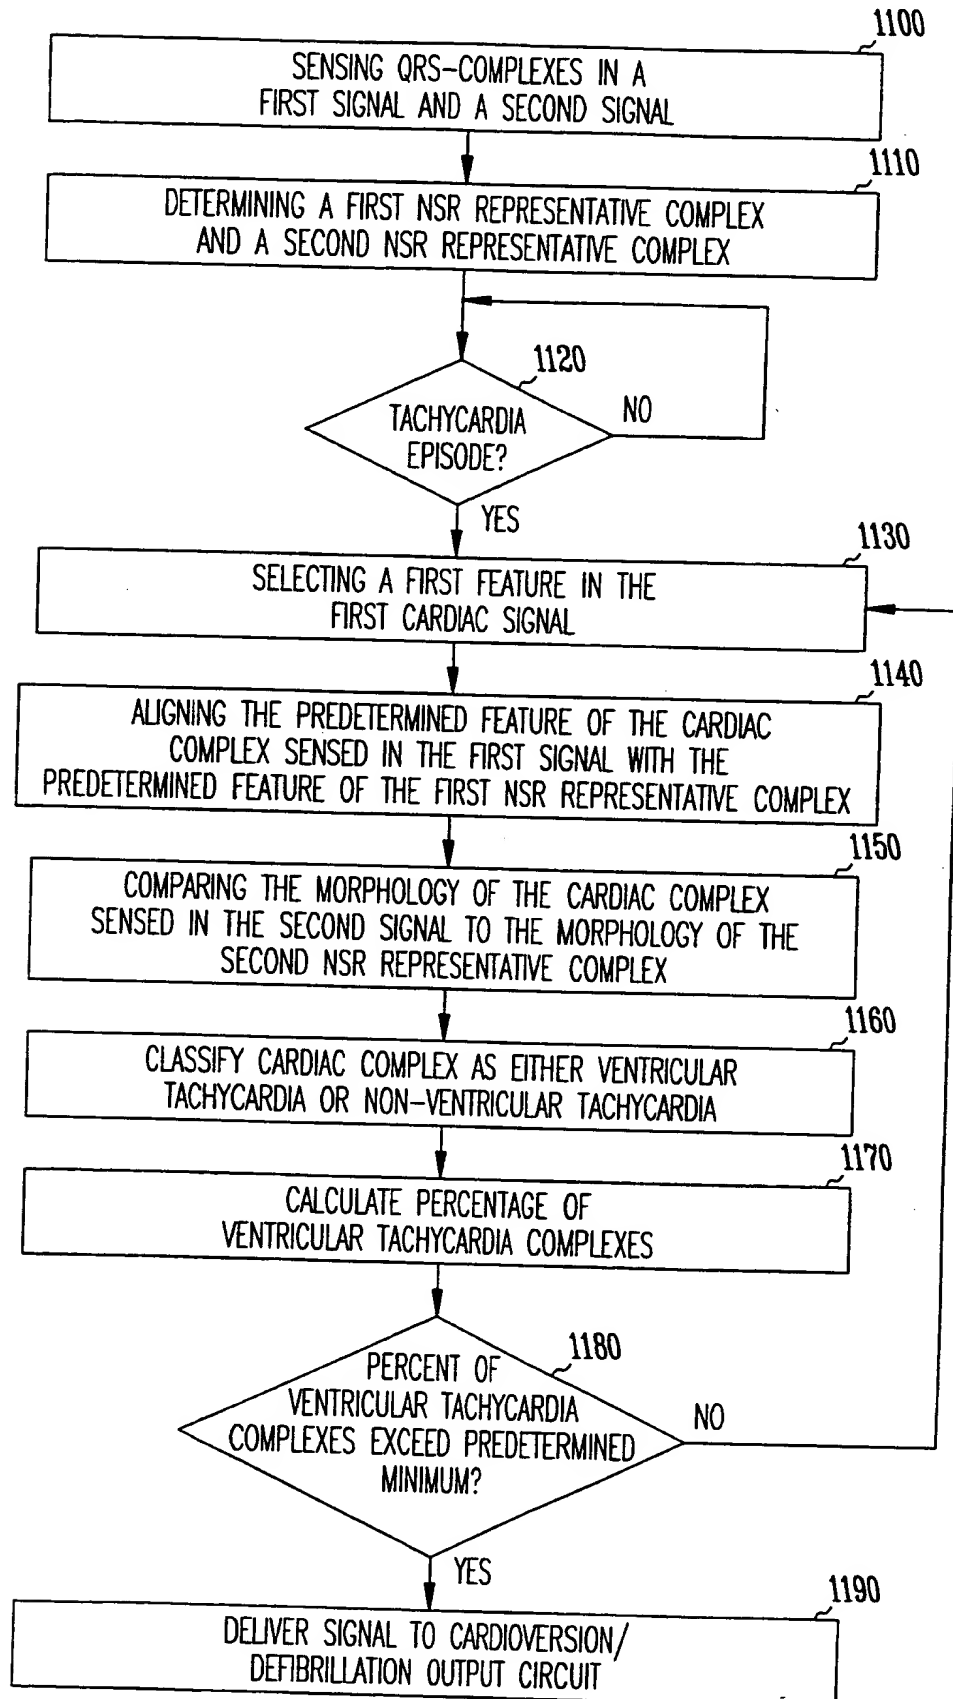 1100
SENSING QRS-COMPLEXES IN A
FIRST SIGNAL AND A SECOND SIGNAL
1110
DETERMINING A FIRST NSR REPRESENTATIVE COMPLEX
AND A SECOND NSR REPRESENTATIVE COMPLEX
1120
TACHYCARDIA
EPISODE?
NO
YES
1130
SELECTING A FIRST FEATURE IN THE
FIRST CARDIAC SIGNAL
1140
ALIGNING THE PREDETERMINED FEATURE OF THE CARDIAC
COMPLEX SENSED IN THE FIRST SIGNAL WITH THE
PREDETERMINED FEATURE OF THE FIRST NSR REPRESENTATIVE COMPLEX
1150
COMPARING THE MORPHOLOGY OF THE CARDIAC COMPLEX
SENSED IN THE SECOND SIGNAL TO THE MORPHOLOGY OF THE
SECOND NSR REPRESENTATIVE COMPLEX
1160
CLASSIFY CARDIAC COMPLEX AS EITHER VENTRICULAR
TACHYCARDIA OR NON-VENTRICULAR TACHYCARDIA
1170
CALCULATE PERCENTAGE OF
VENTRICULAR TACHYCARDIA COMPLEXES
1180
PERCENT OF
VENTRICULAR TACHYCARDIA
COMPLEXES EXCEED PREDETERMINED
MINIMUM?
NO
YES
1190
DELIVER SIGNAL TO CARDIOVERSION/
DEFIBRILLATION OUTPUT CIRCUIT